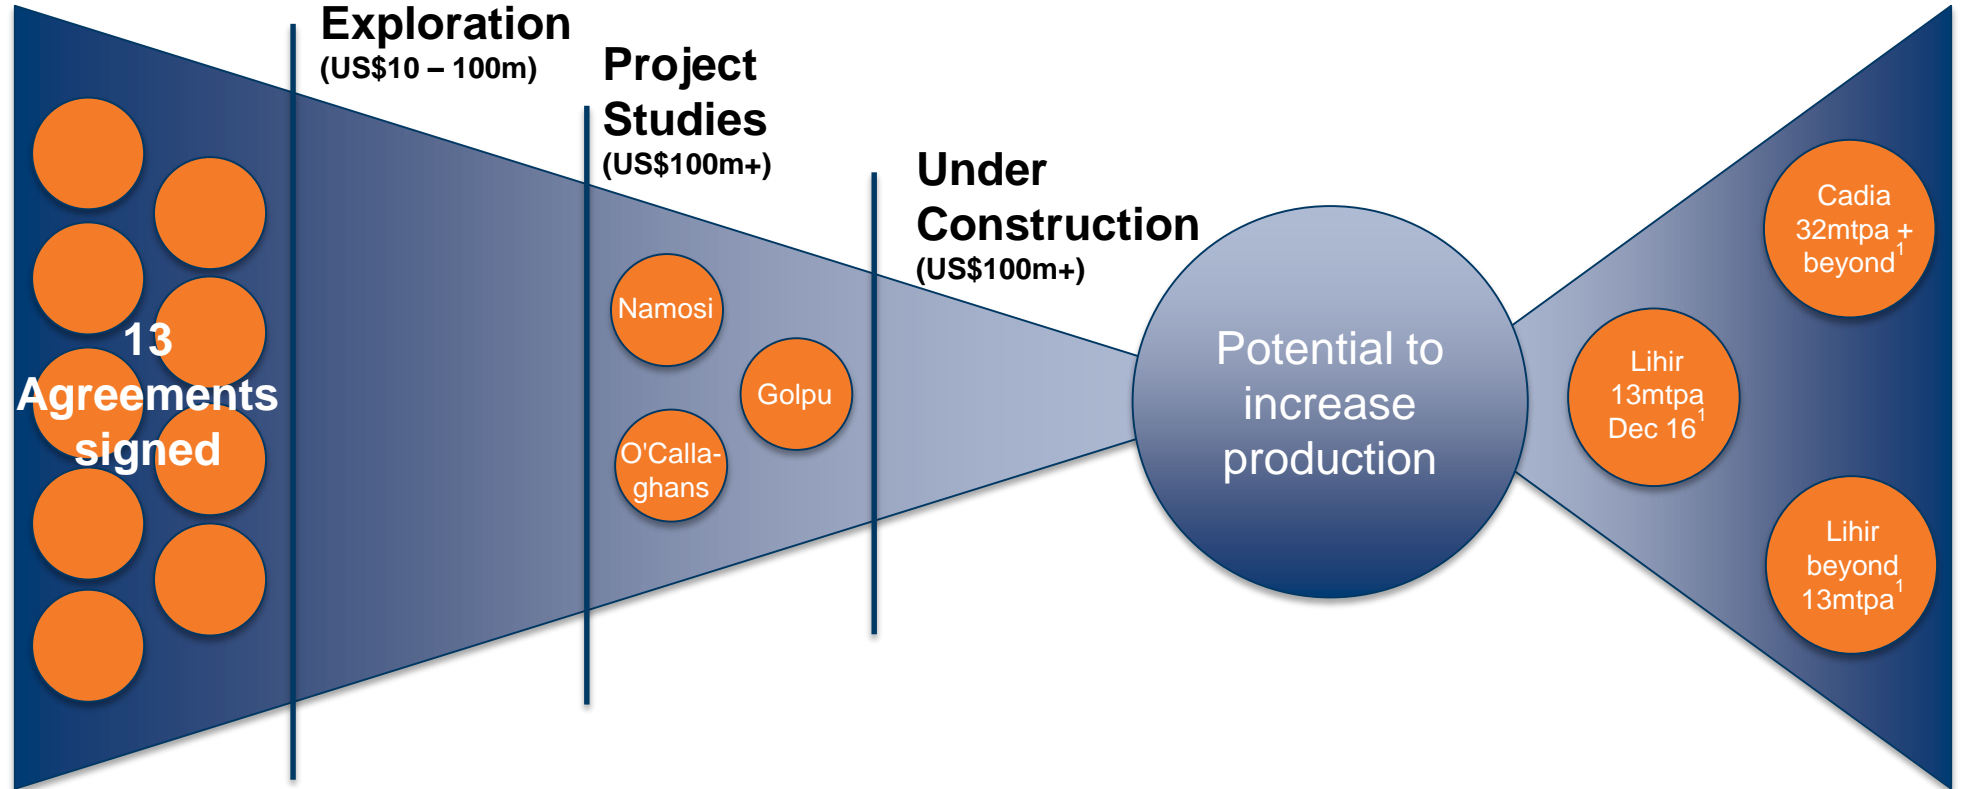 Exploration
(US$10 – 100m)
Project
Studies
(US$100m+)
Under
Construction
(US$100m+)
13
Agreements
signed
Namosi
Golpu
O'Calla-
ghans
Potential to
increase
production
Cadia
32mtpa +
beyond¹
Lihir
13mtpa
Dec 16¹
Lihir
beyond
13mtpa¹